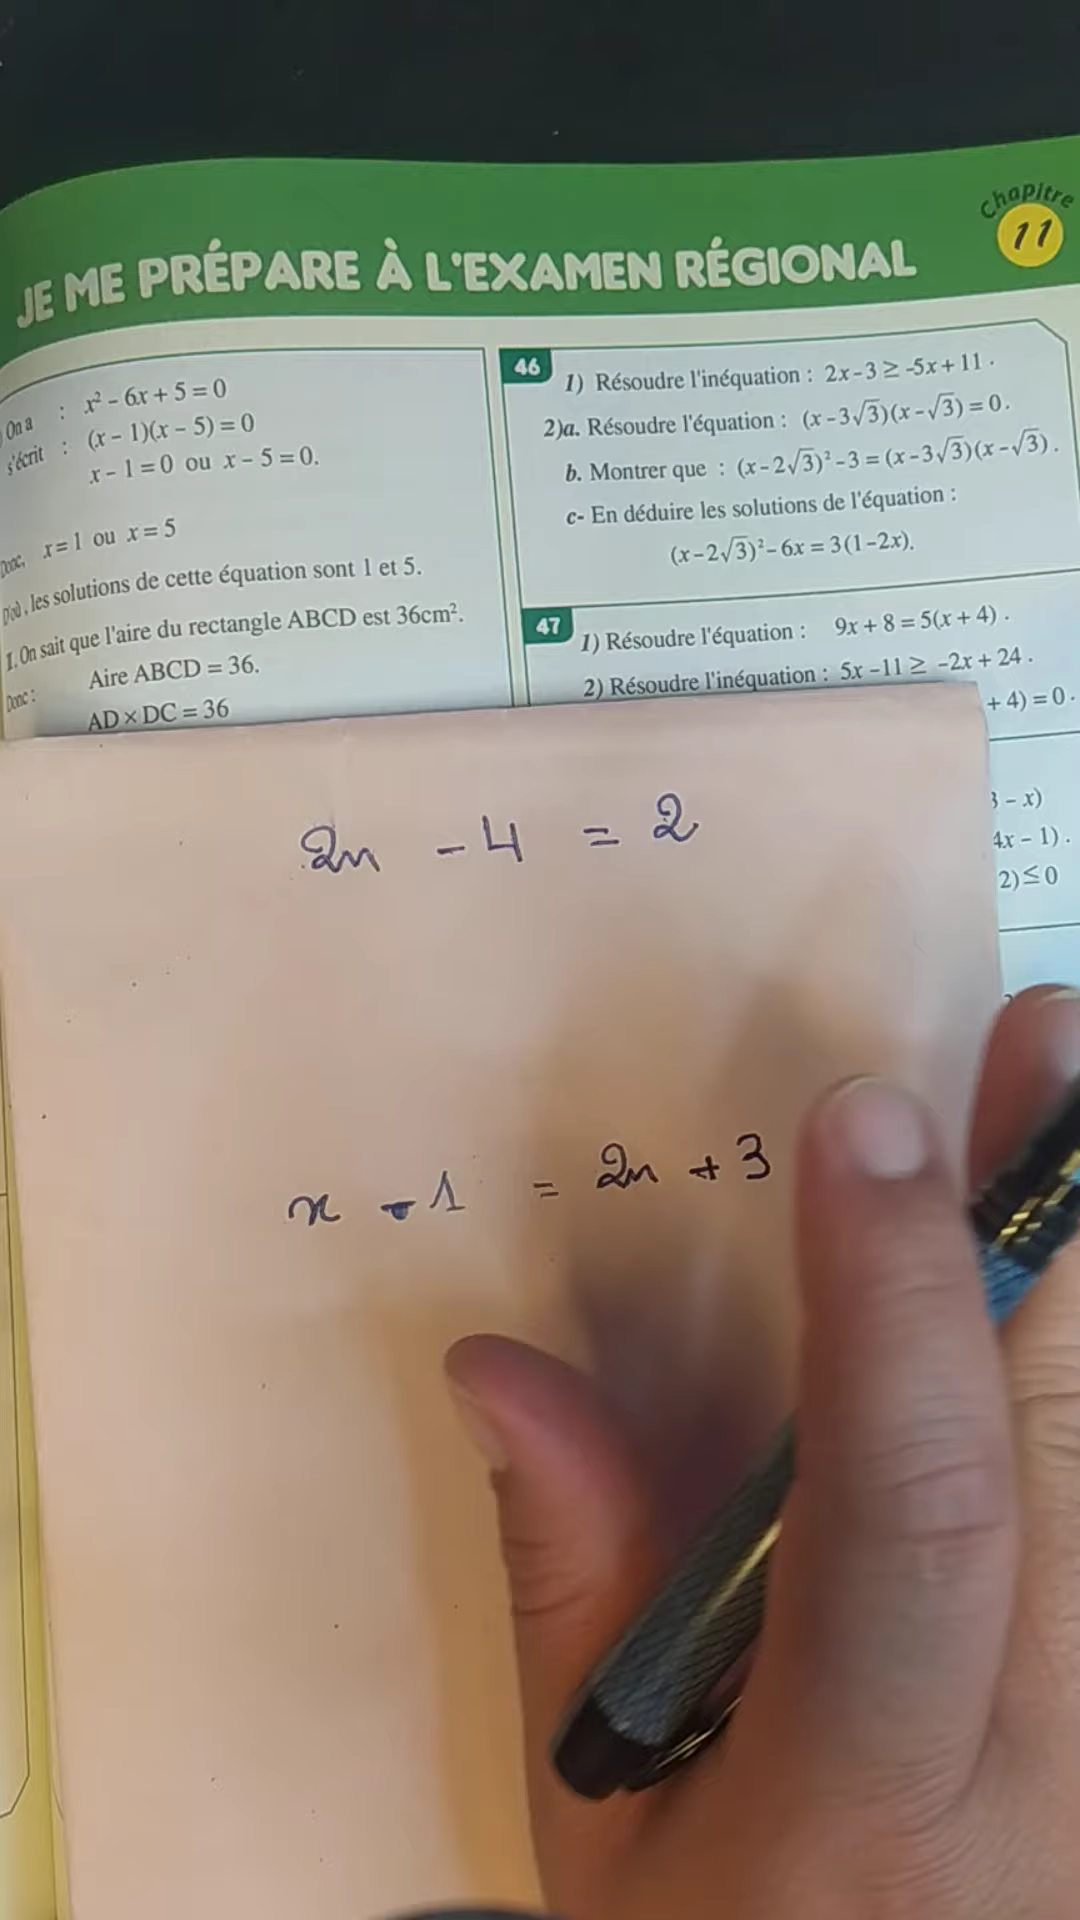 Chapitre
11
JE ME PRÉPARE À L'EXAMEN RÉGIONAL
On a : x² - 6x + 5 = 0
s'écrit : (x - 1)(x - 5) = 0
x - 1 = 0 ou x - 5 = 0.
Donc, x = 1 ou x = 5
D'où, les solutions de cette équation sont 1 et 5.
1. On sait que l'aire du rectangle ABCD est 36cm².
Donc : Aire ABCD = 36.
AD × DC = 36
46 1) Résoudre l'inéquation : 2x - 3 ≥ -5x + 11 .
2)a. Résoudre l'équation : (x - 3√3)(x - √3) = 0 .
b. Montrer que : (x - 2√3)² - 3 = (x - 3√3)(x - √3) .
c- En déduire les solutions de l'équation :
(x - 2√3)² - 6x = 3(1 - 2x).
47 1) Résoudre l'équation : 9x + 8 = 5(x + 4) .
2) Résoudre l'inéquation : 5x - 11 ≥ -2x + 24 .
+ 4) = 0 .
3 - x)
4x - 1) .
2) ≤ 0
2x - 4 = 2
x - 1 = 2x + 3